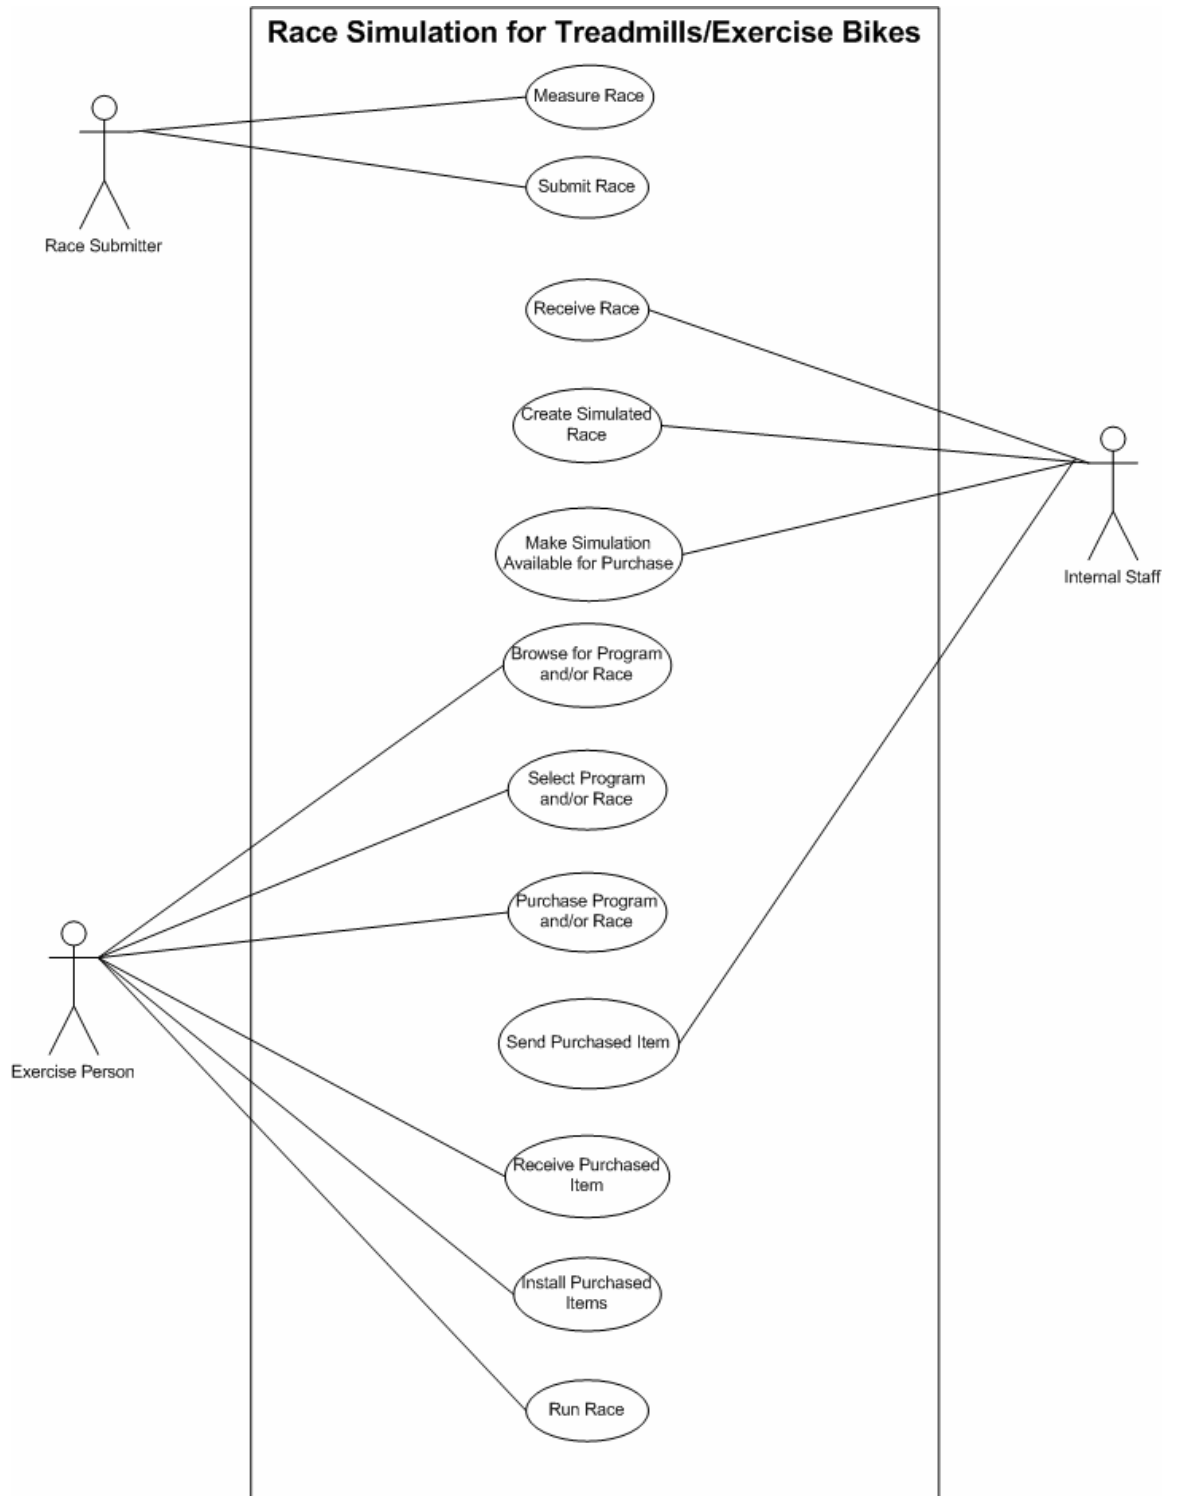 Race Simulation for Treadmills/Exercise Bikes
Measure Race
Submit Race
Race Submitter
Receive Race
Create Simulated
Race
Make Simulation
Available for Purchase
Internal Staff
Browse for Program
and/or Race
Select Program
and/or Race
Purchase Program
and/or Race
Exercise Person
Send Purchased Item
Receive Purchased
Item
Install Purchased
Items
Run Race